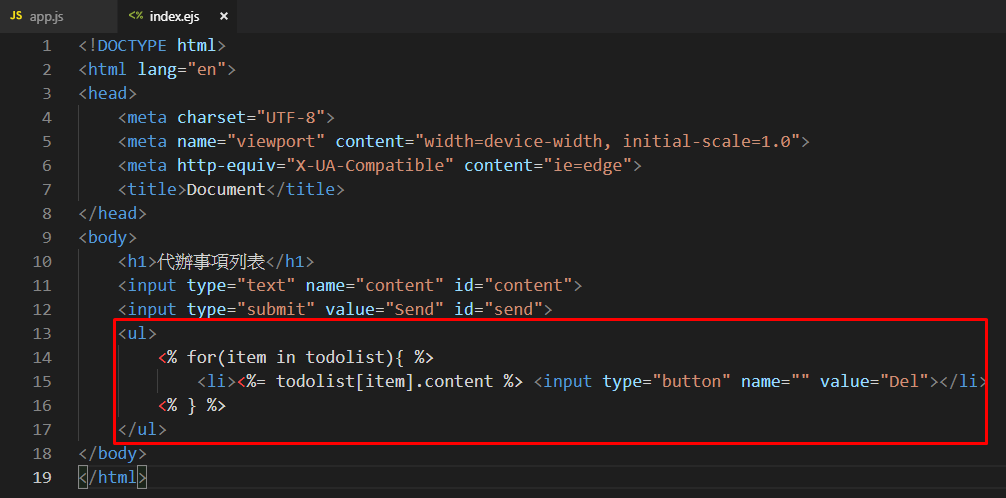 JS app.js <% index.ejs ×
1 <!DOCTYPE html>
2 <html lang="en">
3 <head>
4     <meta charset="UTF-8">
5     <meta name="viewport" content="width=device-width, initial-scale=1.0">
6     <meta http-equiv="X-UA-Compatible" content="ie=edge">
7     <title>Document</title>
8 </head>
9 <body>
10     <h1>代辦事項列表</h1>
11     <input type="text" name="content" id="content">
12     <input type="submit" value="Send" id="send">
13     <ul>
14         <% for(item in todolist){ %>
15             <li><%= todolist[item].content %> <input type="button" name="" value="Del"></li>
16         <% } %>
17     </ul>
18 </body>
19 </html>